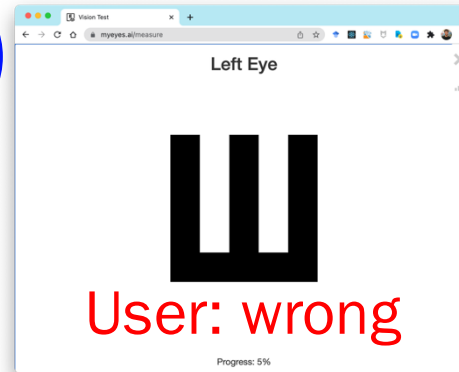 Vision Test
myeyes.ai/measure
Left Eye
User: wrong
Progress: 5%